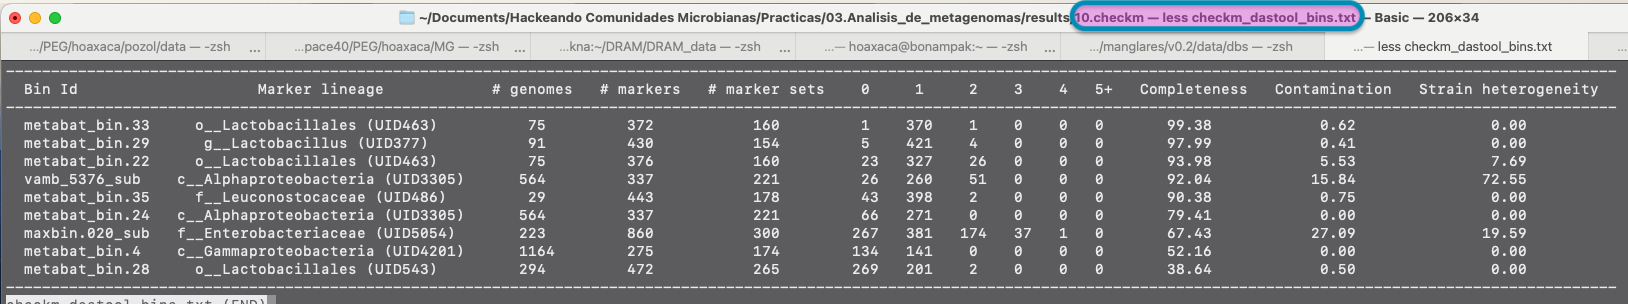 ~/Documents/Hackeando Comunidades Microbianas/Practicas/03.Analisis_de_metagenomas/results/10.checkm — less checkm_dastool_bins.txt — Basic — 206×34
.../PEG/hoaxaca/pozol/data — -zsh ... ...pace40/PEG/hoaxaca/MG — -zsh ... ...kna:~/DRAM/DRAM_data — -zsh ...— hoaxaca@bonampak:~ — -zsh .../manglares/v0.2/data/dbs — -zsh ...— less checkm_dastool_bins.txt ...
Bin Id Marker lineage # genomes # markers # marker sets 0 1 2 3 4 5+ Completeness Contamination Strain heterogeneity
metabat_bin.33 o__Lactobacillales (UID463) 75 372 160 1 370 1 0 0 0 99.38 0.62 0.00
metabat_bin.29 g__Lactobacillus (UID377) 91 430 154 5 421 4 0 0 0 97.99 0.41 0.00
metabat_bin.22 o__Lactobacillales (UID463) 75 376 160 23 327 26 0 0 0 93.98 5.53 7.69
vamb_5376_sub c__Alphaproteobacteria (UID3305) 564 337 221 26 260 51 0 0 0 92.04 15.84 72.55
metabat_bin.35 f__Leuconostocaceae (UID486) 29 443 178 43 398 2 0 0 0 90.38 0.75 0.00
metabat_bin.24 c__Alphaproteobacteria (UID3305) 564 337 221 66 271 0 0 0 0 79.41 0.00 0.00
maxbin.020_sub f__Enterobacteriaceae (UID5054) 223 860 300 267 381 174 37 1 0 67.43 27.09 19.59
metabat_bin.4 c__Gammaproteobacteria (UID4201) 1164 275 174 134 141 0 0 0 0 52.16 0.00 0.00
metabat_bin.28 o__Lactobacillales (UID543) 294 472 265 269 201 2 0 0 0 38.64 0.50 0.00
checkm_dastool_bins.txt (END)